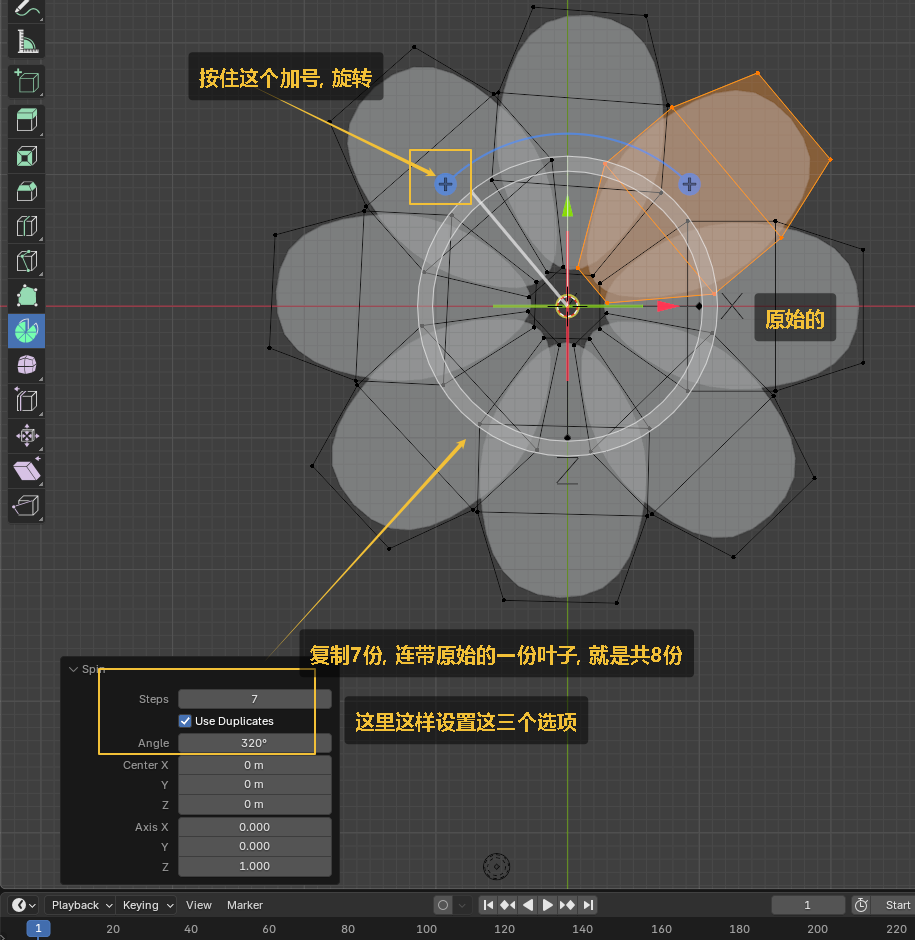 按住这个加号, 旋转
X
原始的
Z
复制7份, 连带原始的一份叶子, 就是共8份
Spin
Steps 7
这里这样设置这三个选项
Use Duplicates
Angle 320°
Center X 0 m
Y 0 m
Z 0 m
Axis X 0.000
Y 0.000
Z 1.000
Playback Keying View Marker 1 Start
1 20 40 60 80 100 120 140 160 180 200 220